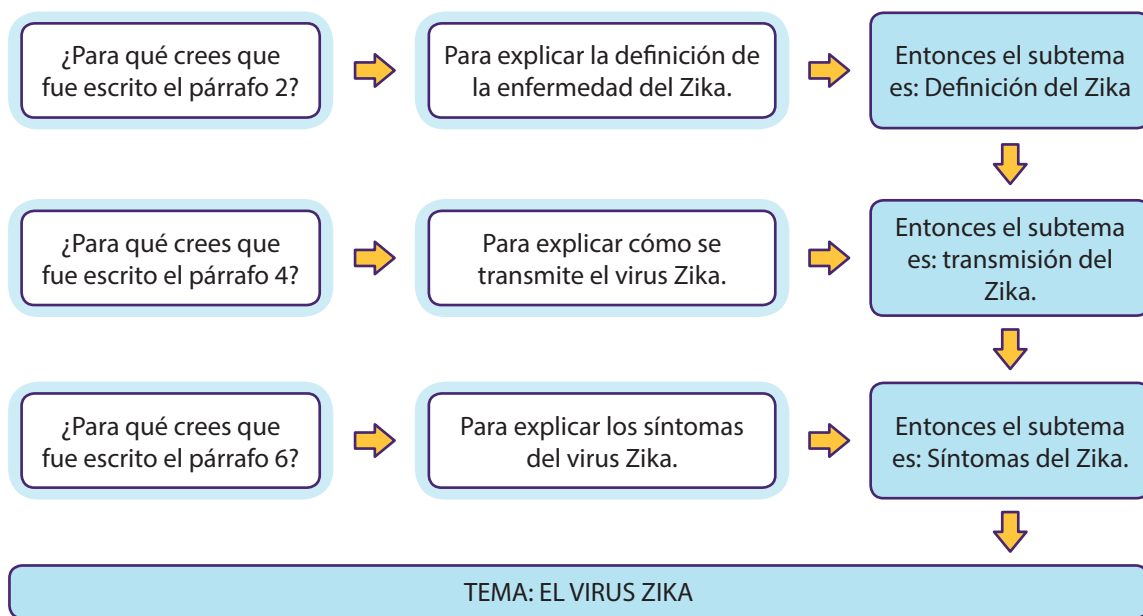 ¿Para qué crees que
fue escrito el párrafo 2?
Para explicar la definición de
la enfermedad del Zika.
Entonces el subtema
es: Definición del Zika
¿Para qué crees que
fue escrito el párrafo 4?
Para explicar cómo se
transmite el virus Zika.
Entonces el subtema
es: transmisión del
Zika.
¿Para qué crees que
fue escrito el párrafo 6?
Para explicar los síntomas
del virus Zika.
Entonces el subtema
es: Síntomas del Zika.
TEMA: EL VIRUS ZIKA